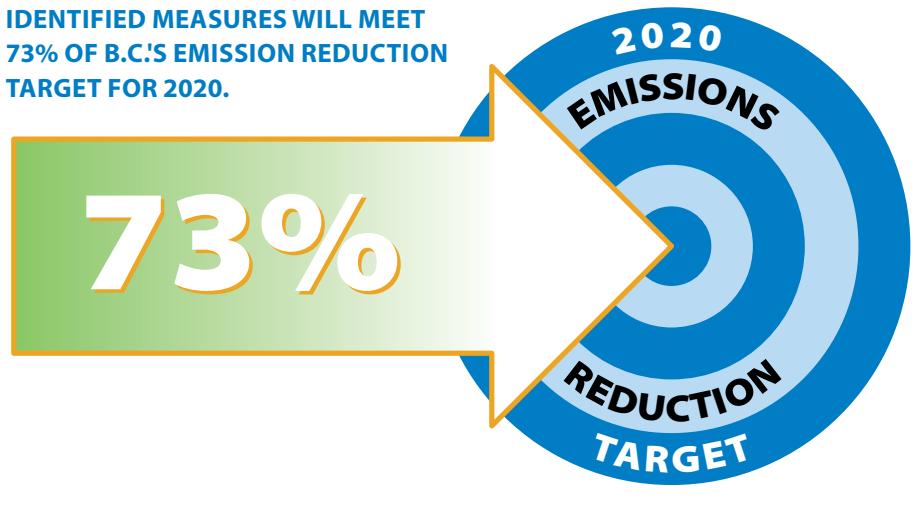 IDENTIFIED MEASURES WILL MEET
73% OF B.C.'S EMISSION REDUCTION
TARGET FOR 2020.
73%
2020
EMISSIONS
REDUCTION
TARGET